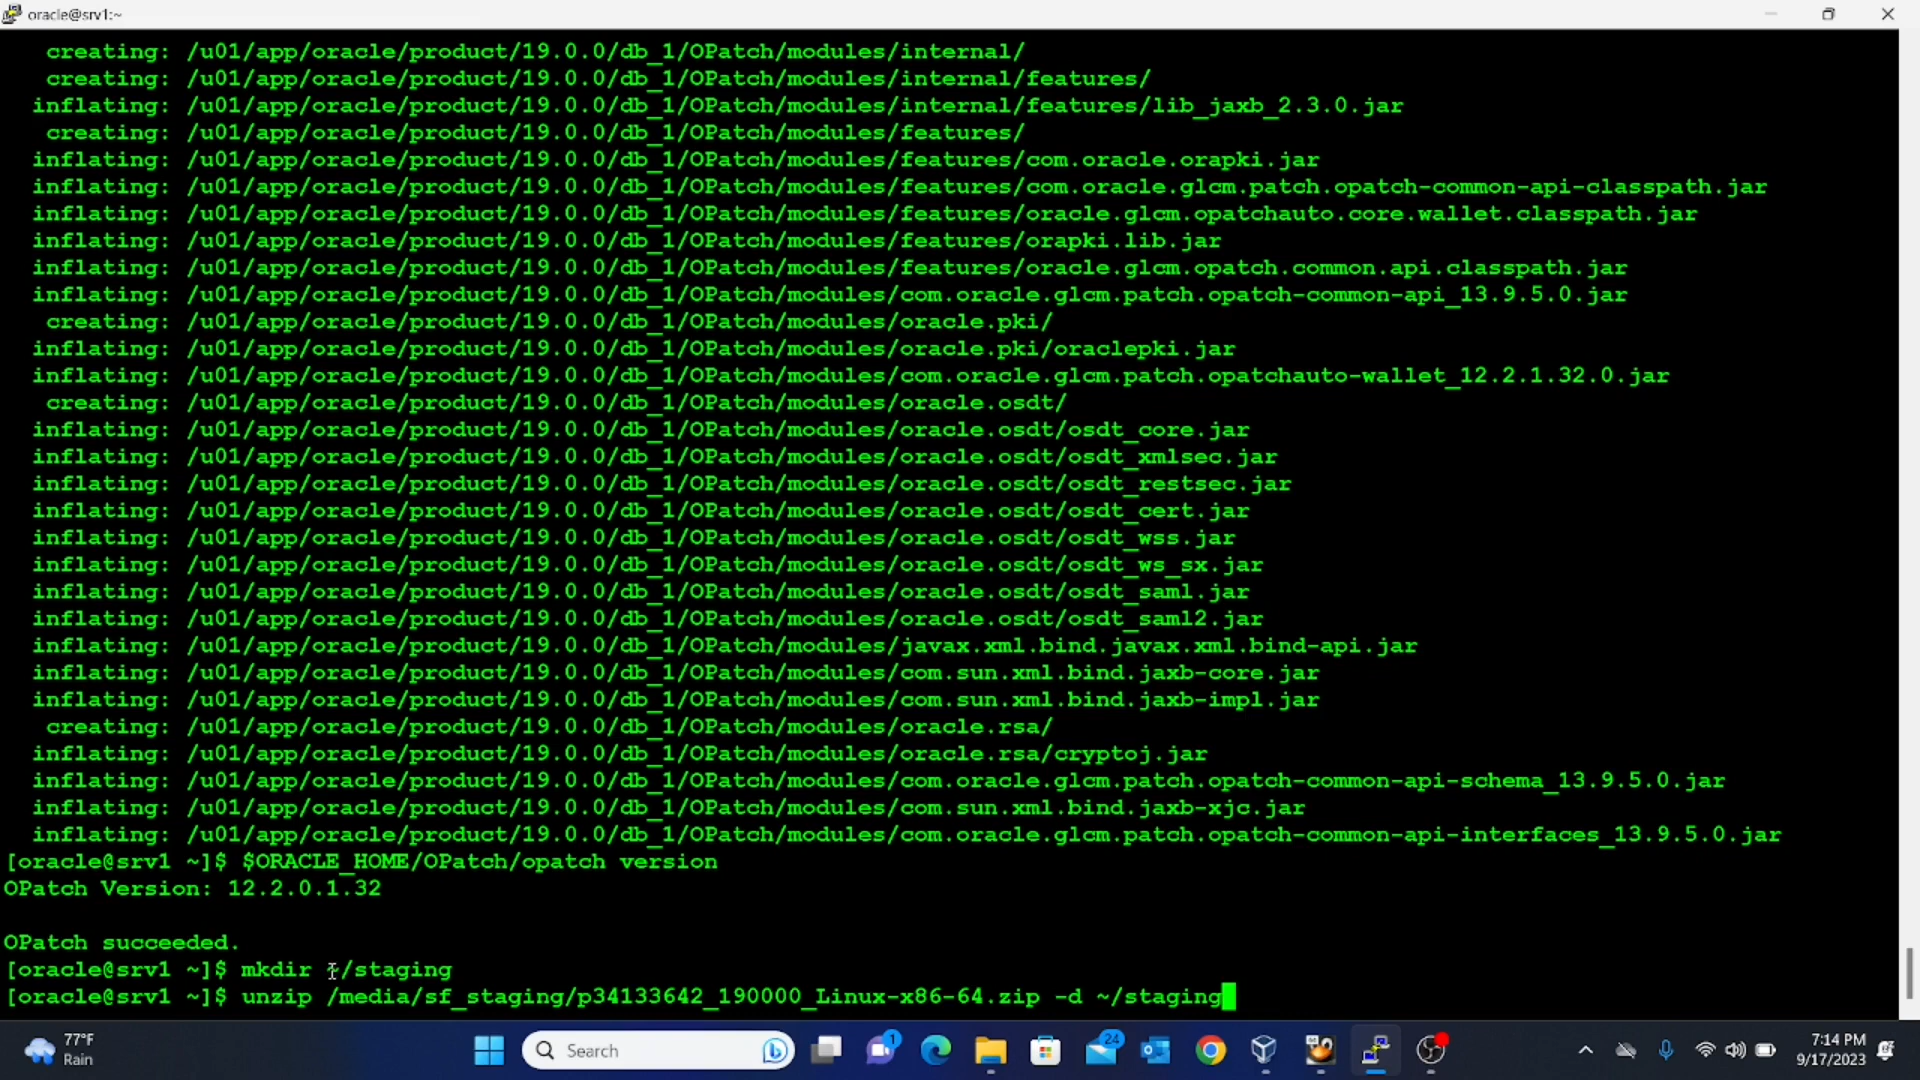 oracle@srv1:~
creating: /u01/app/oracle/product/19.0.0/db_1/OPatch/modules/internal/
creating: /u01/app/oracle/product/19.0.0/db_1/OPatch/modules/internal/features/
inflating: /u01/app/oracle/product/19.0.0/db_1/OPatch/modules/internal/features/lib_jaxb_2.3.0.jar
creating: /u01/app/oracle/product/19.0.0/db_1/OPatch/modules/features/
inflating: /u01/app/oracle/product/19.0.0/db_1/OPatch/modules/features/com.oracle.orapki.jar
inflating: /u01/app/oracle/product/19.0.0/db_1/OPatch/modules/features/com.oracle.glcm.patch.opatch-common-api-classpath.jar
inflating: /u01/app/oracle/product/19.0.0/db_1/OPatch/modules/features/oracle.glcm.opatchauto.core.wallet.classpath.jar
inflating: /u01/app/oracle/product/19.0.0/db_1/OPatch/modules/features/orapki.lib.jar
inflating: /u01/app/oracle/product/19.0.0/db_1/OPatch/modules/features/oracle.glcm.opatch.common.api.classpath.jar
inflating: /u01/app/oracle/product/19.0.0/db_1/OPatch/modules/com.oracle.glcm.patch.opatch-common-api_13.9.5.0.jar
creating: /u01/app/oracle/product/19.0.0/db_1/OPatch/modules/oracle.pki/
inflating: /u01/app/oracle/product/19.0.0/db_1/OPatch/modules/oracle.pki/oraclepki.jar
inflating: /u01/app/oracle/product/19.0.0/db_1/OPatch/modules/com.oracle.glcm.patch.opatchauto-wallet_12.2.1.32.0.jar
creating: /u01/app/oracle/product/19.0.0/db_1/OPatch/modules/oracle.osdt/
inflating: /u01/app/oracle/product/19.0.0/db_1/OPatch/modules/oracle.osdt/osdt_core.jar
inflating: /u01/app/oracle/product/19.0.0/db_1/OPatch/modules/oracle.osdt/osdt_xmlsec.jar
inflating: /u01/app/oracle/product/19.0.0/db_1/OPatch/modules/oracle.osdt/osdt_restsec.jar
inflating: /u01/app/oracle/product/19.0.0/db_1/OPatch/modules/oracle.osdt/osdt_cert.jar
inflating: /u01/app/oracle/product/19.0.0/db_1/OPatch/modules/oracle.osdt/osdt_wss.jar
inflating: /u01/app/oracle/product/19.0.0/db_1/OPatch/modules/oracle.osdt/osdt_ws_sx.jar
inflating: /u01/app/oracle/product/19.0.0/db_1/OPatch/modules/oracle.osdt/osdt_saml.jar
inflating: /u01/app/oracle/product/19.0.0/db_1/OPatch/modules/oracle.osdt/osdt_saml2.jar
inflating: /u01/app/oracle/product/19.0.0/db_1/OPatch/modules/javax.xml.bind.javax.xml.bind-api.jar
inflating: /u01/app/oracle/product/19.0.0/db_1/OPatch/modules/com.sun.xml.bind.jaxb-core.jar
inflating: /u01/app/oracle/product/19.0.0/db_1/OPatch/modules/com.sun.xml.bind.jaxb-impl.jar
creating: /u01/app/oracle/product/19.0.0/db_1/OPatch/modules/oracle.rsa/
inflating: /u01/app/oracle/product/19.0.0/db_1/OPatch/modules/oracle.rsa/cryptoj.jar
inflating: /u01/app/oracle/product/19.0.0/db_1/OPatch/modules/com.oracle.glcm.patch.opatch-common-api-schema_13.9.5.0.jar
inflating: /u01/app/oracle/product/19.0.0/db_1/OPatch/modules/com.sun.xml.bind.jaxb-xjc.jar
inflating: /u01/app/oracle/product/19.0.0/db_1/OPatch/modules/com.oracle.glcm.patch.opatch-common-api-interfaces_13.9.5.0.jar
[oracle@srv1 ~]$ $ORACLE_HOME/OPatch/opatch version
OPatch Version: 12.2.0.1.32
OPatch succeeded.
[oracle@srv1 ~]$ mkdir ~/staging
[oracle@srv1 ~]$ unzip /media/sf_staging/p34133642_190000_Linux-x86-64.zip -d ~/staging
77°F
Rain
Search
1
24
7:14 PM
9/17/2023